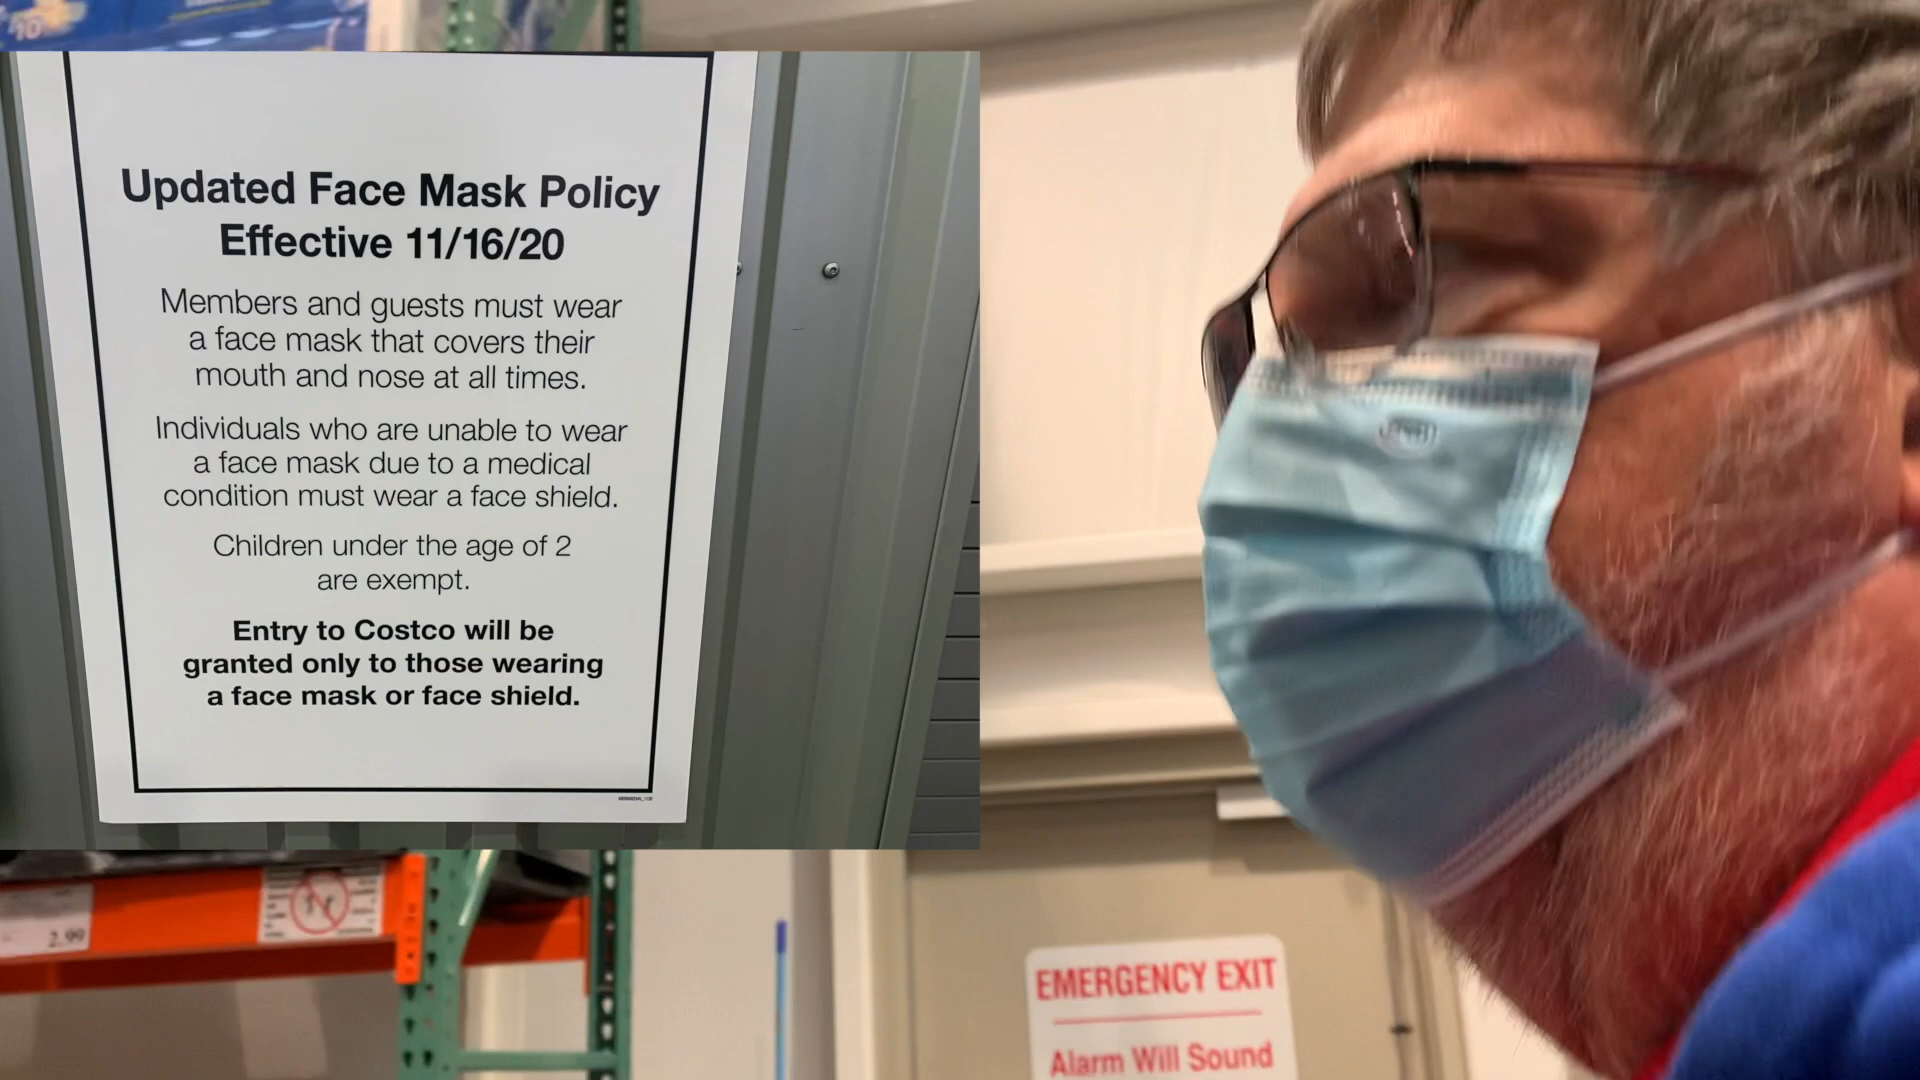 Updated Face Mask Policy
Effective 11/16/20
Members and guests must wear
a face mask that covers their
mouth and nose at all times.
Individuals who are unable to wear
a face mask due to a medical
condition must wear a face shield.
Children under the age of 2
are exempt.
Entry to Costco will be
granted only to those wearing
a face mask or face shield.
2.99
EMERGENCY EXIT
Alarm Will Sound